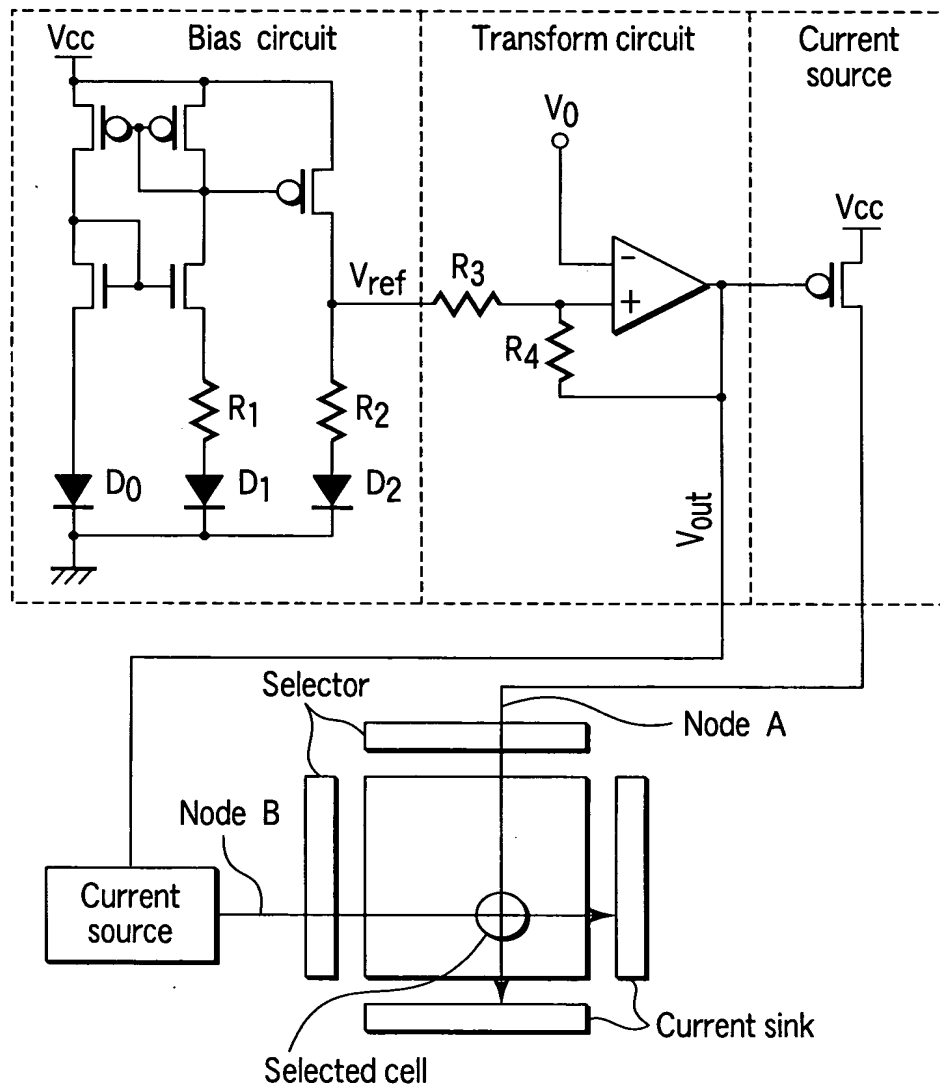 Bias circuit
Transform circuit
Current
source
Vcc
V0
Vcc
Vref
R3
-
+
R4
R1
R2
D0
D1
D2
Vout
Selector
Node A
Node B
Current
source
Current sink
Selected cell